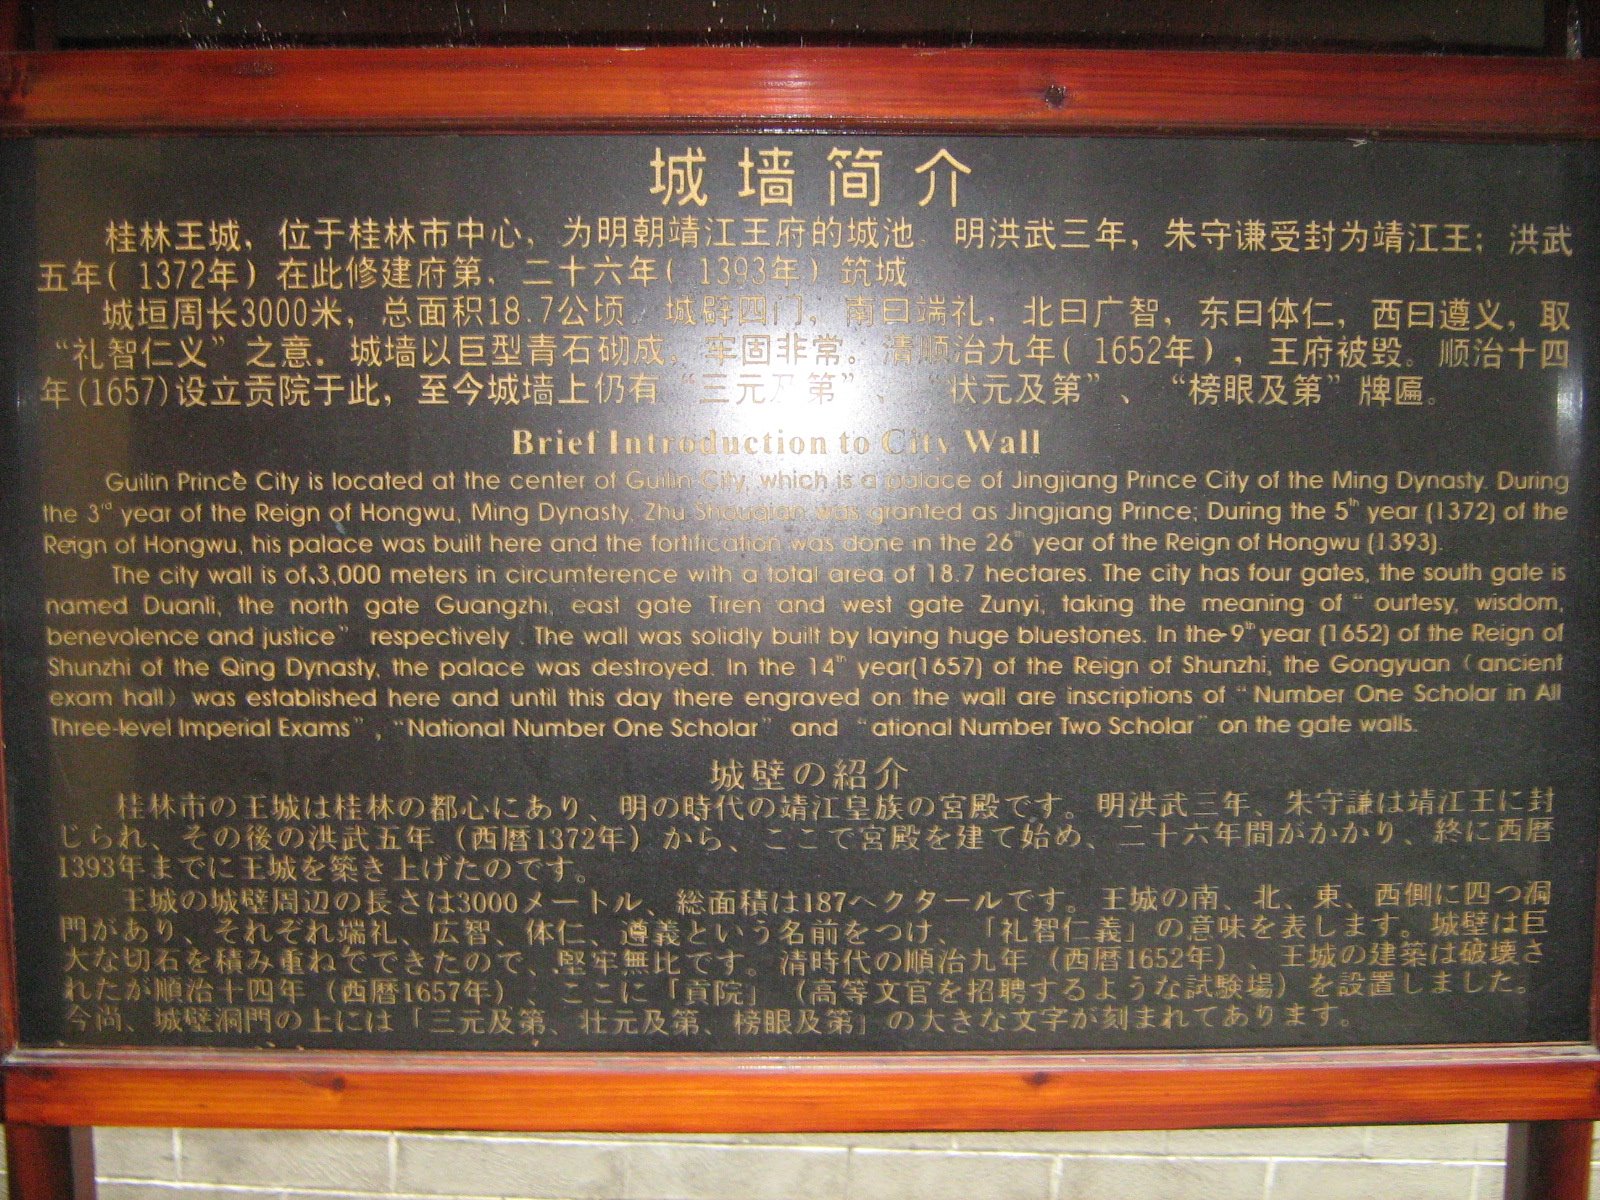 城墙简介
桂林王城，位于桂林市中心，为明朝靖江王府的城池。明洪武三年，朱守谦受封为靖江王；洪武
五年（1372年）在此修建府第，二十六年（1393年）筑城
城垣周长3000米，总面积18.7公顷。城辟四门，南曰端礼，北曰广智，东曰体仁，西曰遵义，取
“礼智仁义”之意．城墙以巨型青石砌成，牢固非常。清顺治九年（1652年），王府被毁。顺治十四
年(1657)设立贡院于此，至今城墙上仍有“三元及第”、“状元及第”、“榜眼及第”牌匾。
Brief Introduction to City Wall
Guilin Prince City is located at the center of Guilin City, which is a palace of Jingjiang Prince City of the Ming Dynasty. During
the 3rd year of the Reign of Hongwu, Ming Dynasty, Zhu Shouqian was granted as Jingjiang Prince; During the 5th year (1372) of the
Reign of Hongwu, his palace was built here and the fortification was done in the 26th year of the Reign of Hongwu (1393).
The city wall is of 3,000 meters in circumference with a total area of 18.7 hectares. The city has four gates, the south gate is
named Duanli, the north gate Guangzhi, east gate Tiren and west gate Zunyi, taking the meaning of “ ourtesy, wisdom,
benevolence and justice” respectively . The wall was solidly built by laying huge bluestones. In the 9th year (1652) of the Reign of
Shunzhi of the Qing Dynasty, the palace was destroyed. In the 14th year(1657) of the Reign of Shunzhi, the Gongyuan (ancient
exam hall) was established here and until this day there engraved on the wall are inscriptions of “Number One Scholar in All
Three-level Imperial Exams”, “National Number One Scholar” and “ational Number Two Scholar” on the gate walls.
城壁の紹介
桂林市の王城は桂林の都心にあり、明の時代の靖江皇族の宮殿です。明洪武三年、朱守謙は靖江王に封
じられ、その後の洪武五年（西暦1372年）から、ここて宮殿を建て始め、二十六年間がかかり、終に西暦
1393年までに王城を築き上げたのです。
王城の城壁周辺の長さは3000メートル、総面積は187ヘクタールです。王城の南、北、東、西側に四つ洞
門があり、それぞれ端礼、広智、体仁、遵義という名前をつけ、「礼智仁義」の意味を表します。城壁は巨
大な切石を積み重ねでできたので、堅牢無比です。清時代の順治九年（西暦1652年）、王城の建築は破壊さ
れたが順治十四年（西暦1657年）、ここに「貢院」（高等文官を招聘するような試験場）を設置しました。
今尚、城壁洞門の上には「三元及第、壮元及第、榜眼及第」の大きな文字が刻まれてあります。